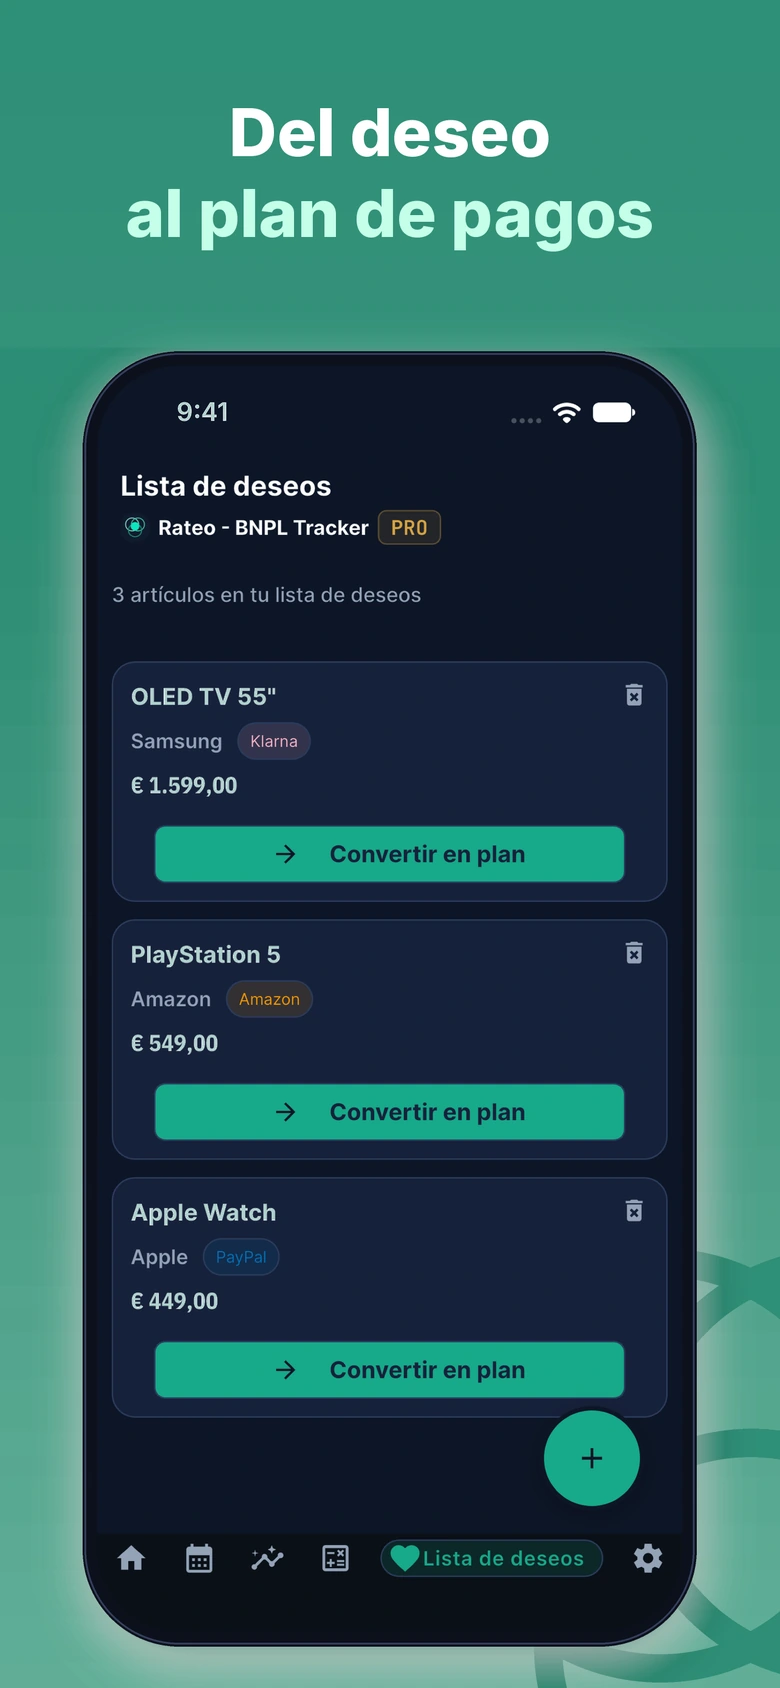 Del deseo
al plan de pagos
9:41
Lista de deseos
Rateo - BNPL Tracker PRO
3 artículos en tu lista de deseos
OLED TV 55"
Samsung Klarna
€ 1.599,00
→ Convertir en plan
PlayStation 5
Amazon Amazon
€ 549,00
→ Convertir en plan
Apple Watch
Apple PayPal
€ 449,00
→ Convertir en plan
+
Lista de deseos